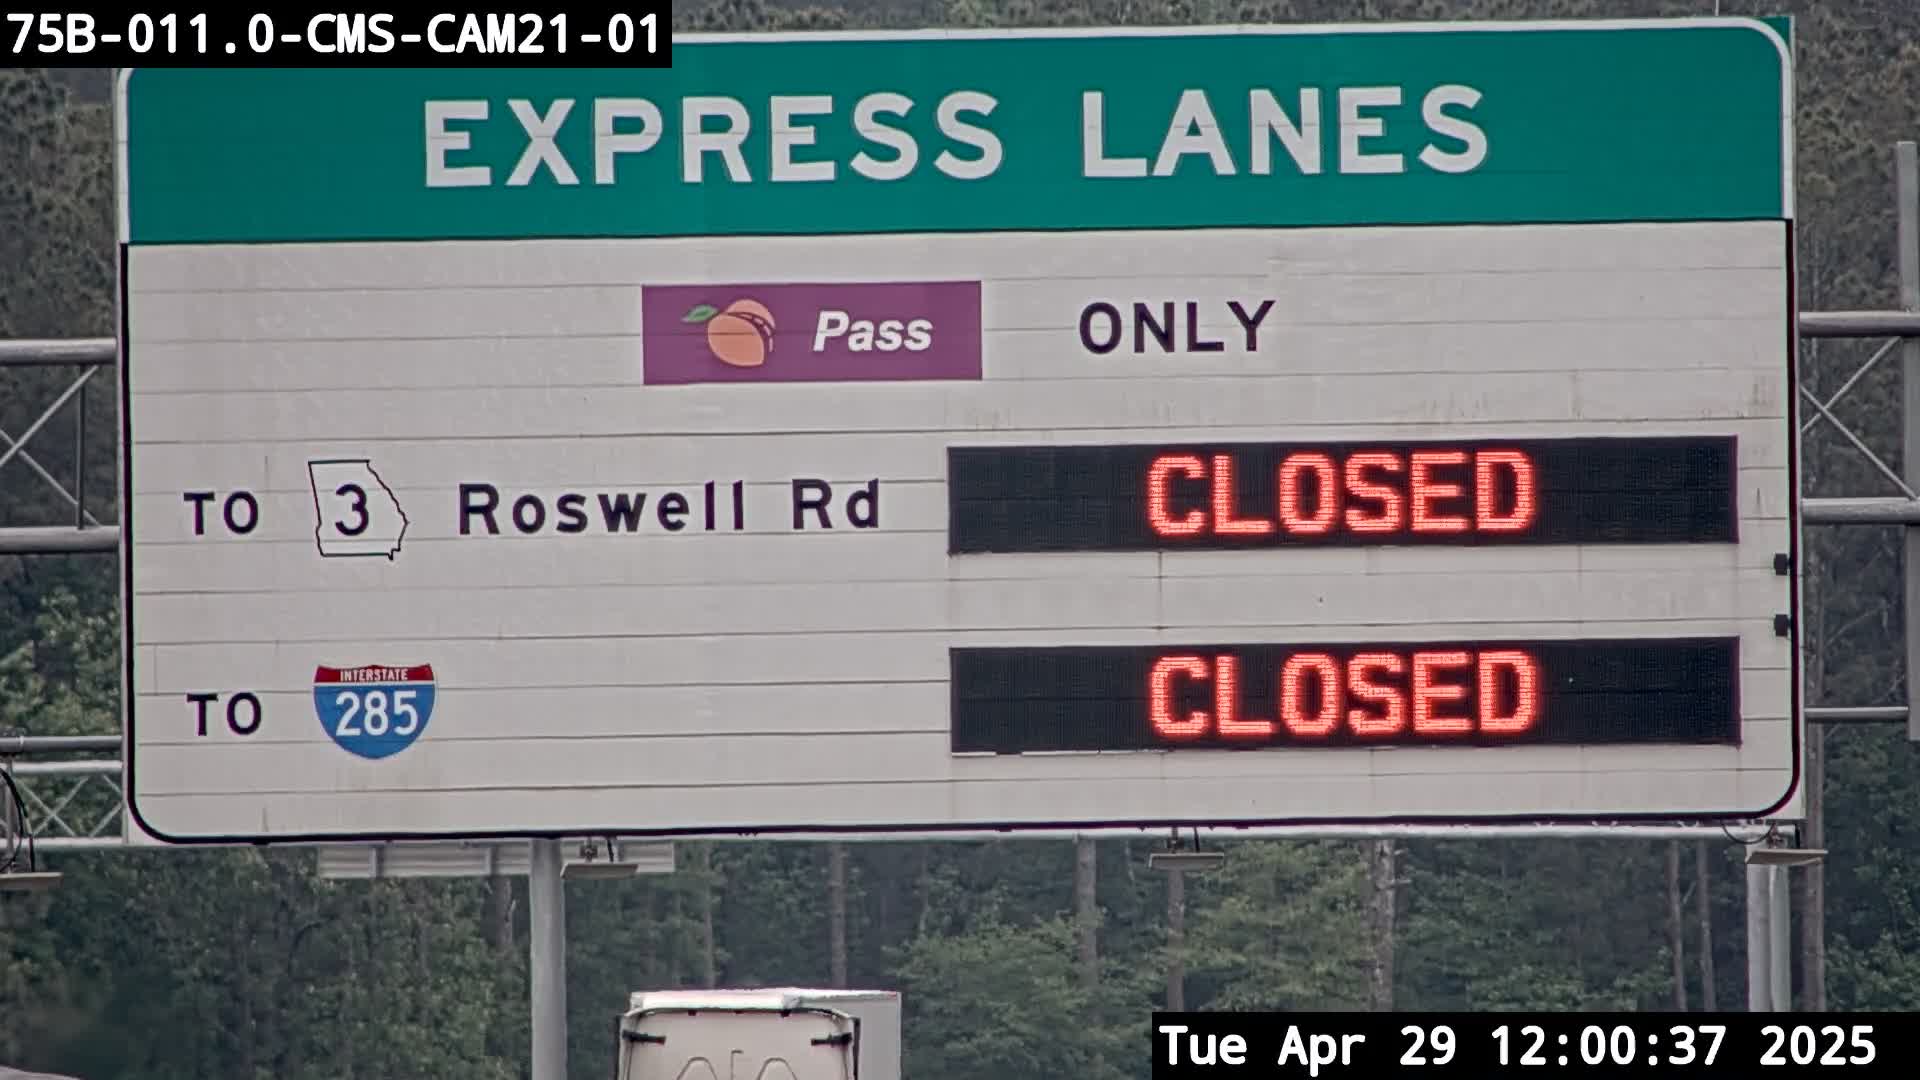 75B-011.0-CMS-CAM21-01
EXPRESS LANES
Pass ONLY
TO 3 Roswell Rd CLOSED
INTERSTATE
TO 285 CLOSED
Tue Apr 29 12:00:37 2025